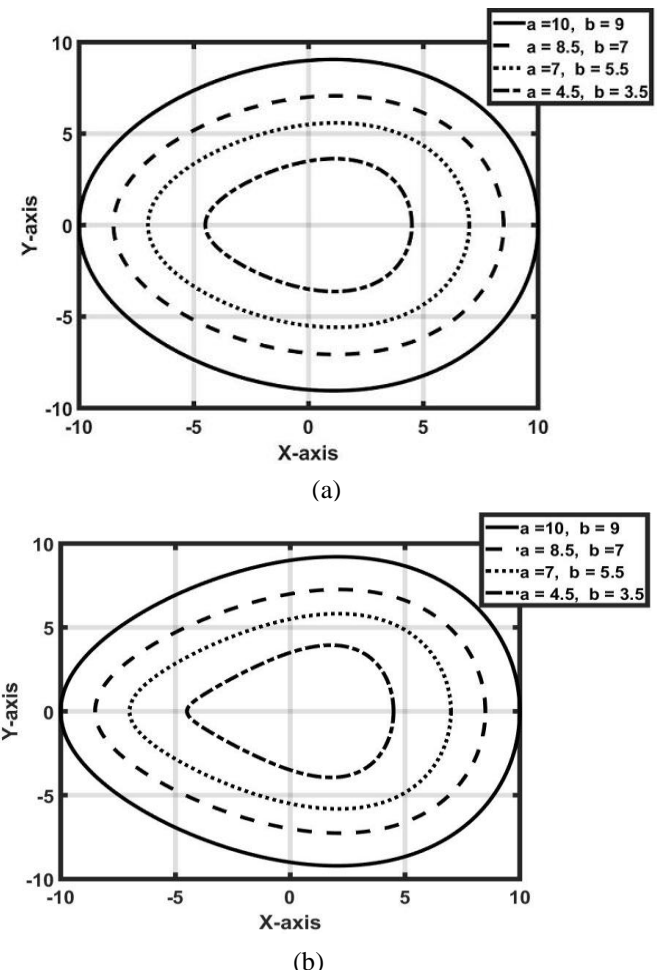 a =10,  b = 9
a = 8.5,  b =7
a =7,  b = 5.5
a = 4.5,  b = 3.5
10
5
0
-5
-10
Y-axis
-10 -5 0 5 10
X-axis
(a)
a =10,  b = 9
a = 8.5,  b =7
a =7,  b = 5.5
a = 4.5,  b = 3.5
10
5
0
-5
-10
Y-axis
-10 -5 0 5 10
X-axis
(b)